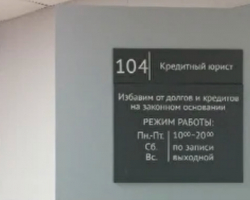 104 Кредитный юрист
Избавим от долгов и кредитов
на законном основании
РЕЖИМ РАБОТЫ:
Пн.-Пт. 10⁰⁰-20⁰⁰
Сб. по записи
Вс. выходной